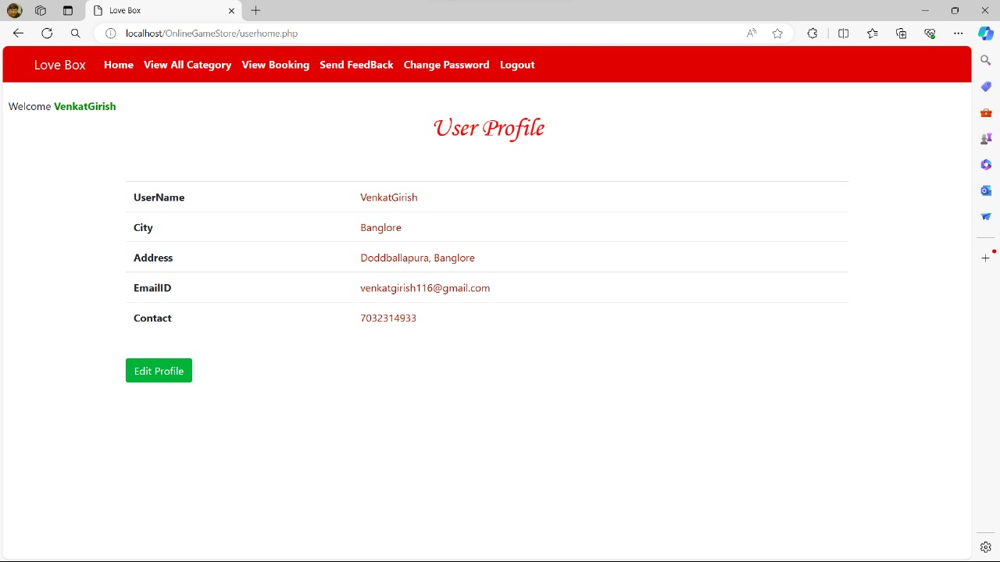 Love Box
localhost/OnlineGameStore/userhome.php
Love Box Home View All Category View Booking Send FeedBack Change Password Logout
Welcome VenkatGirish
User Profile
UserName VenkatGirish
City Banglore
Address Doddballapura, Banglore
EmailID venkatgirish116@gmail.com
Contact 7032314933
Edit Profile